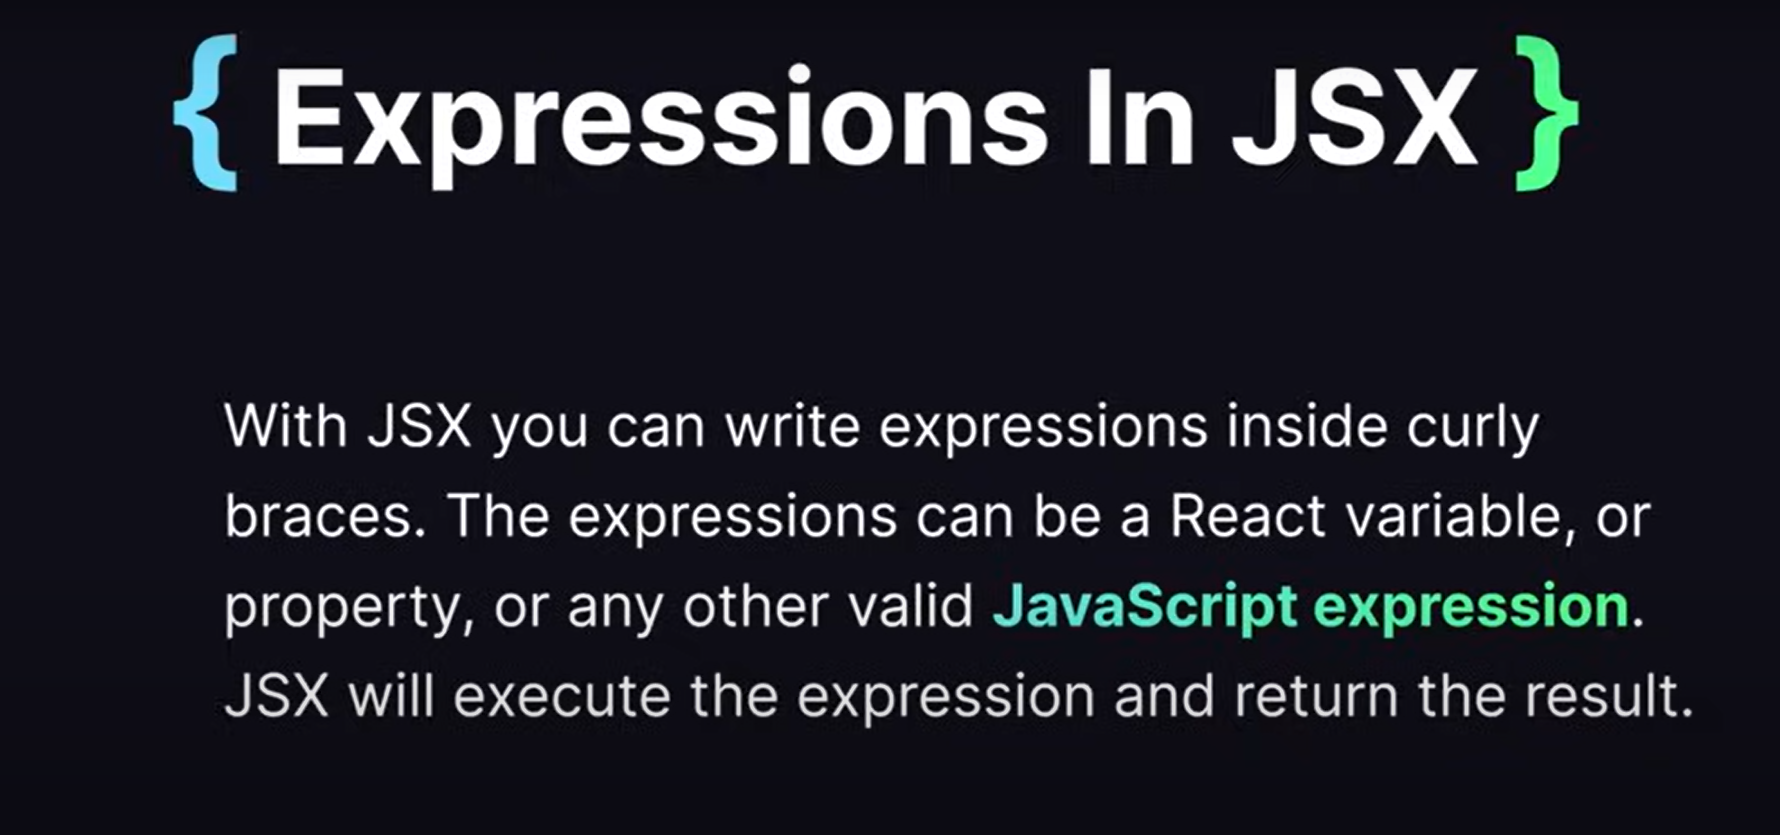 { Expressions In JSX }
With JSX you can write expressions inside curly
braces. The expressions can be a React variable, or
property, or any other valid JavaScript expression.
JSX will execute the expression and return the result.